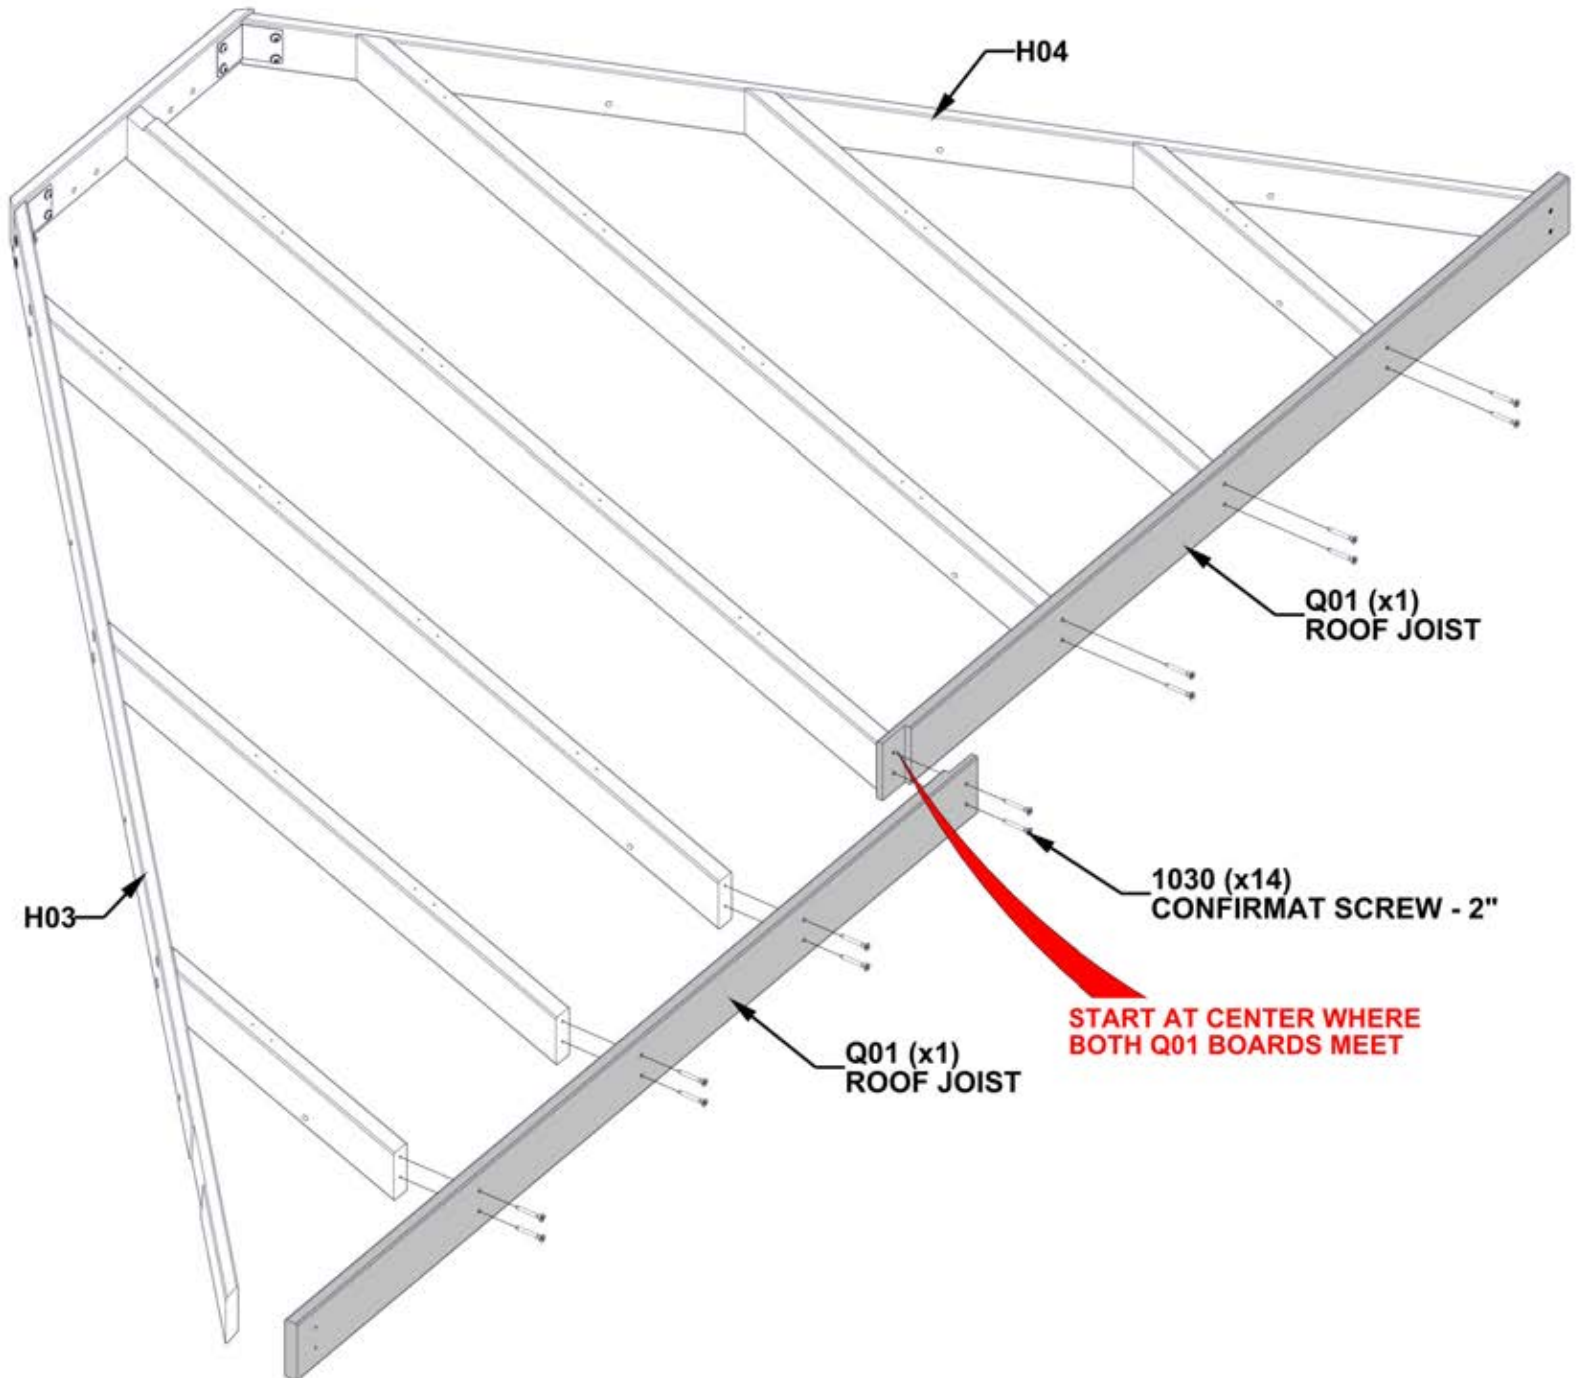 H04
Q01 (x1)
ROOF JOIST
1030 (x14)
CONFIRMAT SCREW - 2"
H03
START AT CENTER WHERE
BOTH Q01 BOARDS MEET
Q01 (x1)
ROOF JOIST